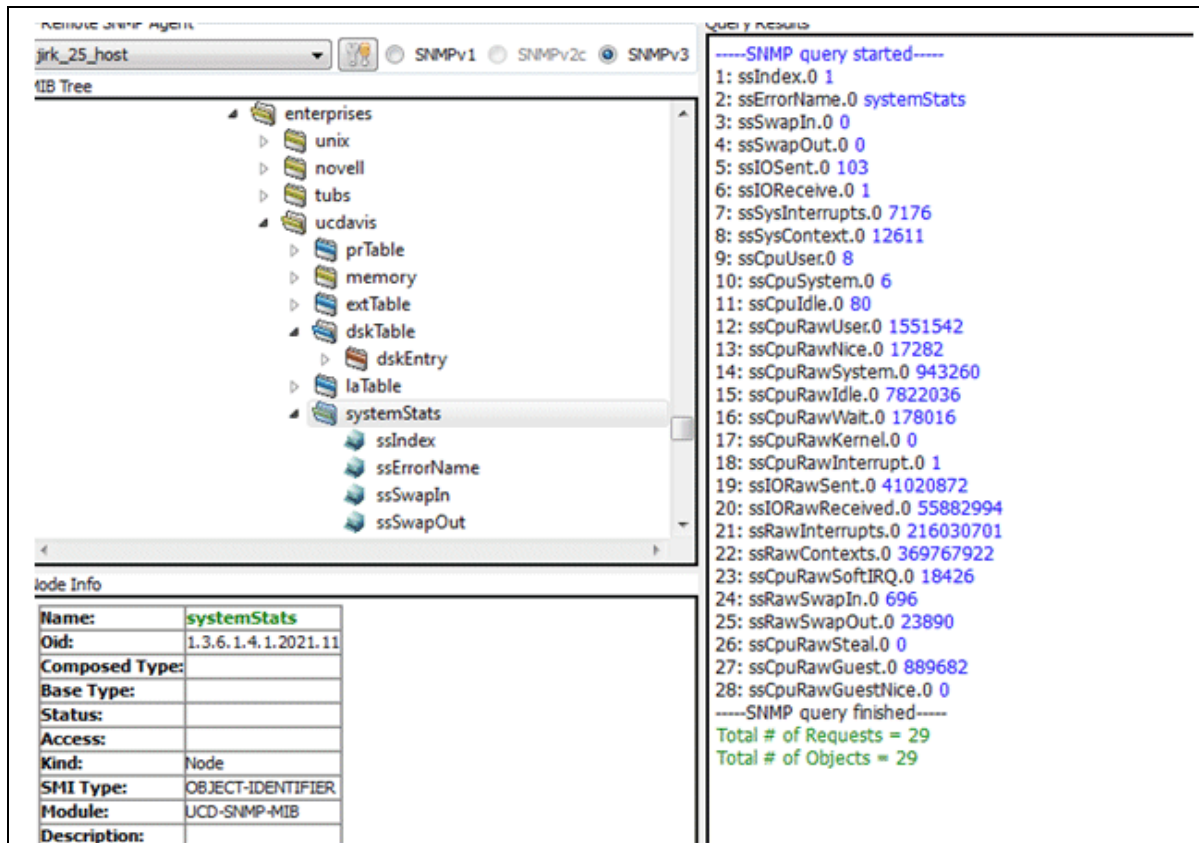 Remote SNMP Agent
jirk_25_host
SNMPv1
SNMPv2c
SNMPv3
MIB Tree
enterprises
unix
novell
tubs
ucdavis
prTable
memory
extTable
dskTable
dskEntry
laTable
systemStats
ssIndex
ssErrorName
ssSwapIn
ssSwapOut
Node Info
Name: systemStats
Oid: 1.3.6.1.4.1.2021.11
Composed Type:
Base Type:
Status:
Access:
Kind: Node
SMI Type: OBJECT-IDENTIFIER
Module: UCD-SNMP-MIB
Description:
Query Results
-----SNMP query started-----
1: ssIndex.0 1
2: ssErrorName.0 systemStats
3: ssSwapIn.0 0
4: ssSwapOut.0 0
5: ssIOSent.0 103
6: ssIOReceive.0 1
7: ssSysInterrupts.0 7176
8: ssSysContext.0 12611
9: ssCpuUser.0 8
10: ssCpuSystem.0 6
11: ssCpuIdle.0 80
12: ssCpuRawUser.0 1551542
13: ssCpuRawNice.0 17282
14: ssCpuRawSystem.0 943260
15: ssCpuRawIdle.0 7822036
16: ssCpuRawWait.0 178016
17: ssCpuRawKernel.0 0
18: ssCpuRawInterrupt.0 1
19: ssIORawSent.0 41020872
20: ssIORawReceived.0 55882994
21: ssRawInterrupts.0 216030701
22: ssRawContexts.0 369767922
23: ssCpuRawSoftIRQ.0 18426
24: ssRawSwapIn.0 696
25: ssRawSwapOut.0 23890
26: ssCpuRawSteal.0 0
27: ssCpuRawGuest.0 889682
28: ssCpuRawGuestNice.0 0
-----SNMP query finished-----
Total # of Requests = 29
Total # of Objects = 29